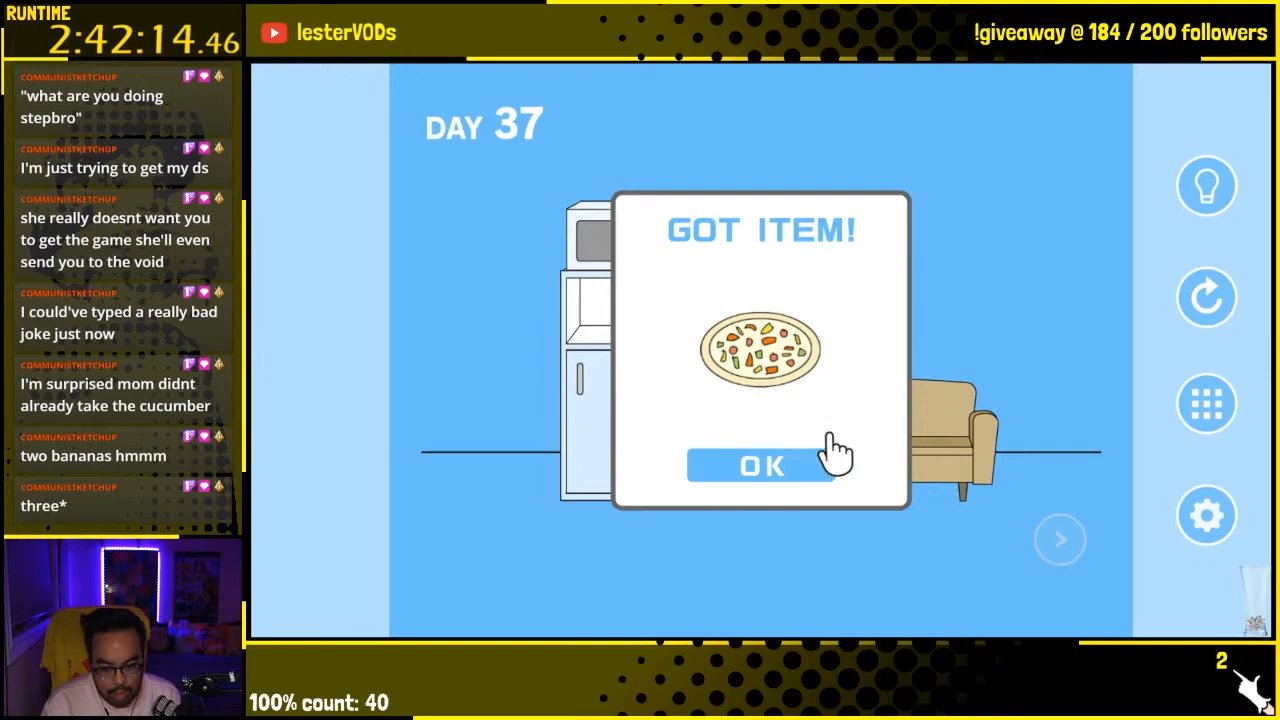 RUNTIME
2:42:14.46
lesterVODs
!giveaway @ 184 / 200 followers
COMMUNISTKETCHUP
"what are you doing
stepbro"
COMMUNISTKETCHUP
I'm just trying to get my ds
COMMUNISTKETCHUP
she really doesnt want you
to get the game she'll even
send you to the void
COMMUNISTKETCHUP
I could've typed a really bad
joke just now
COMMUNISTKETCHUP
I'm surprised mom didnt
already take the cucumber
COMMUNISTKETCHUP
two bananas hmmm
COMMUNISTKETCHUP
three*
DAY 37
GOT ITEM!
OK
2
100% count: 40